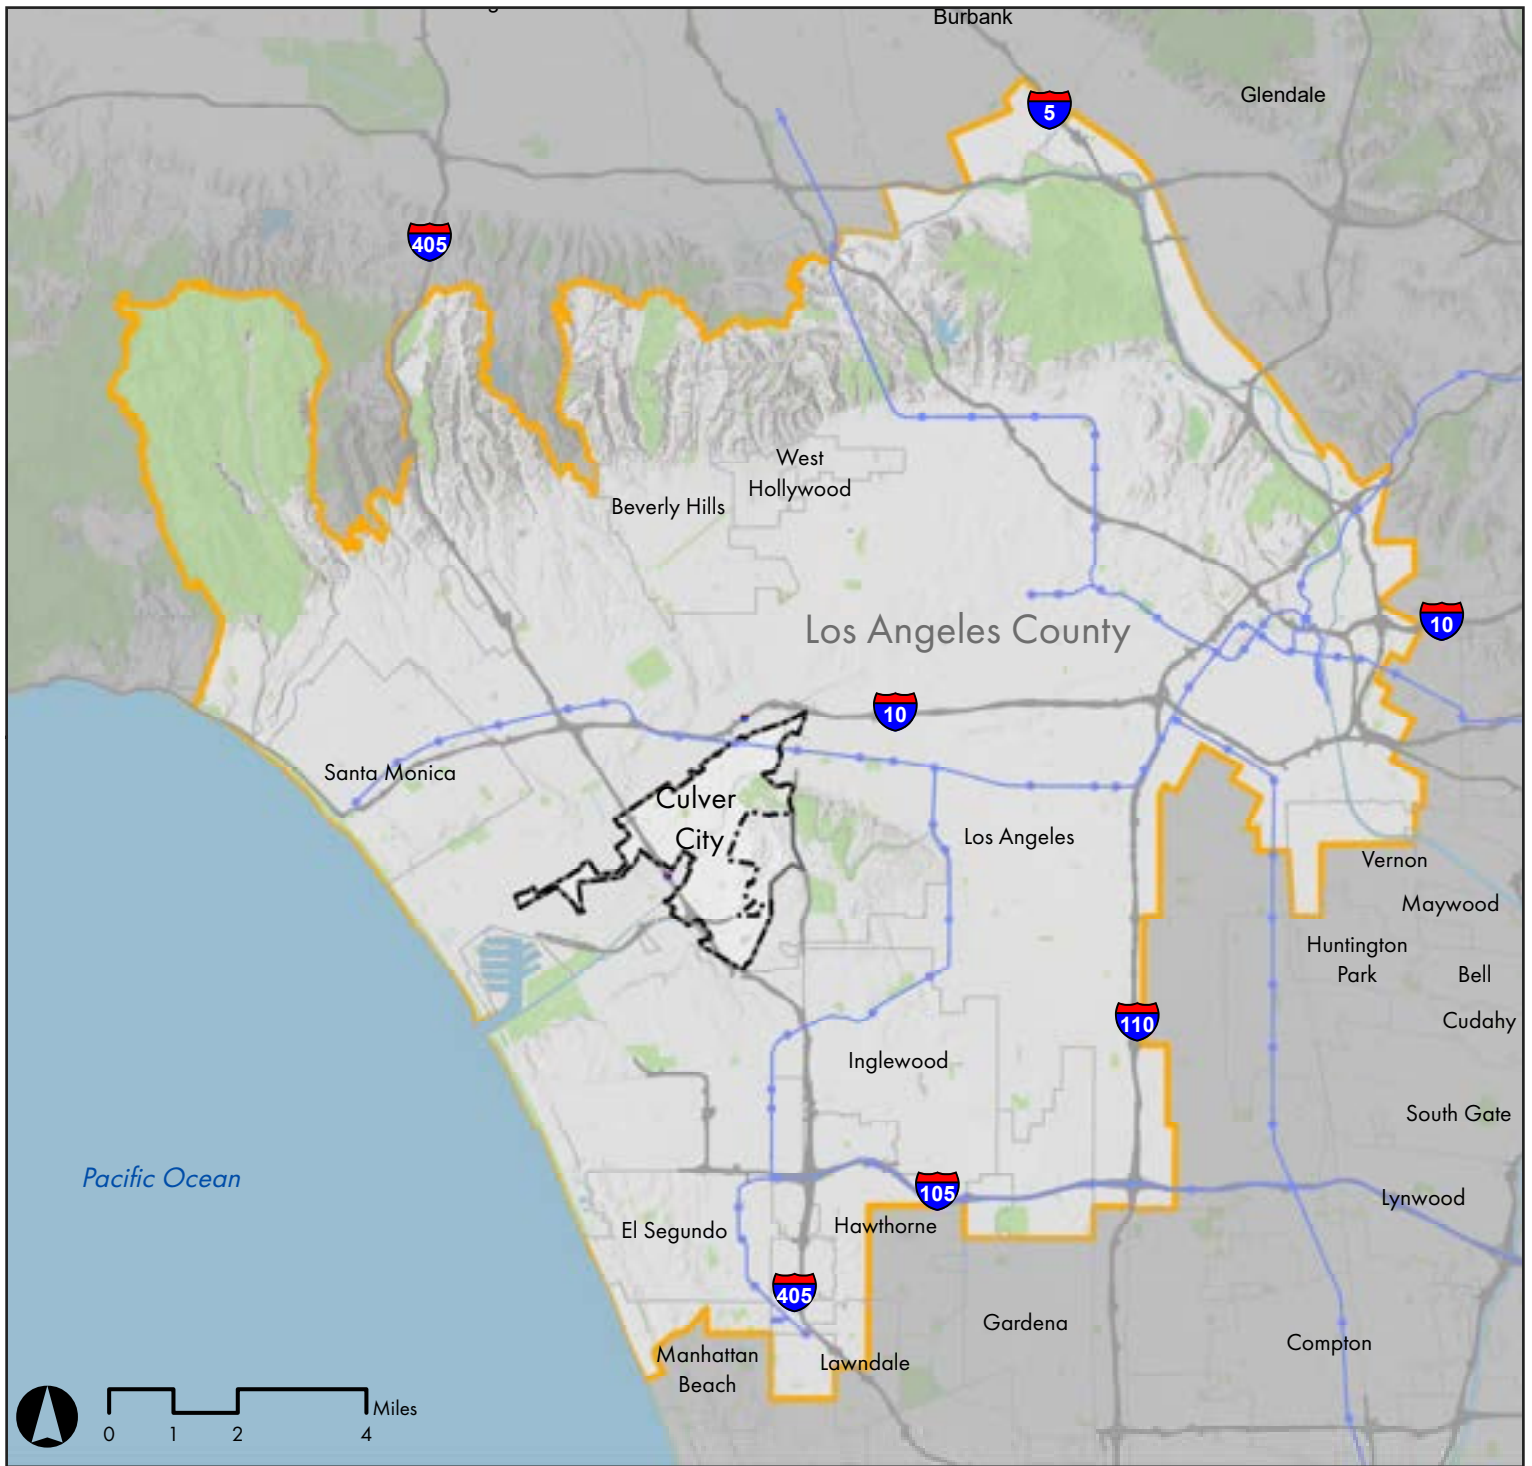 Burbank
5
Glendale
405
West
Hollywood
Beverly Hills
Los Angeles County
10
10
Santa Monica
Culver
City
Los Angeles
Vernon
Maywood
Huntington
Park
Bell
110
Cudahy
Inglewood
South Gate
Pacific Ocean
105
Lynwood
El Segundo
Hawthorne
405
Gardena
Compton
Manhattan
Beach
Lawndale
Miles
0 1 2 4